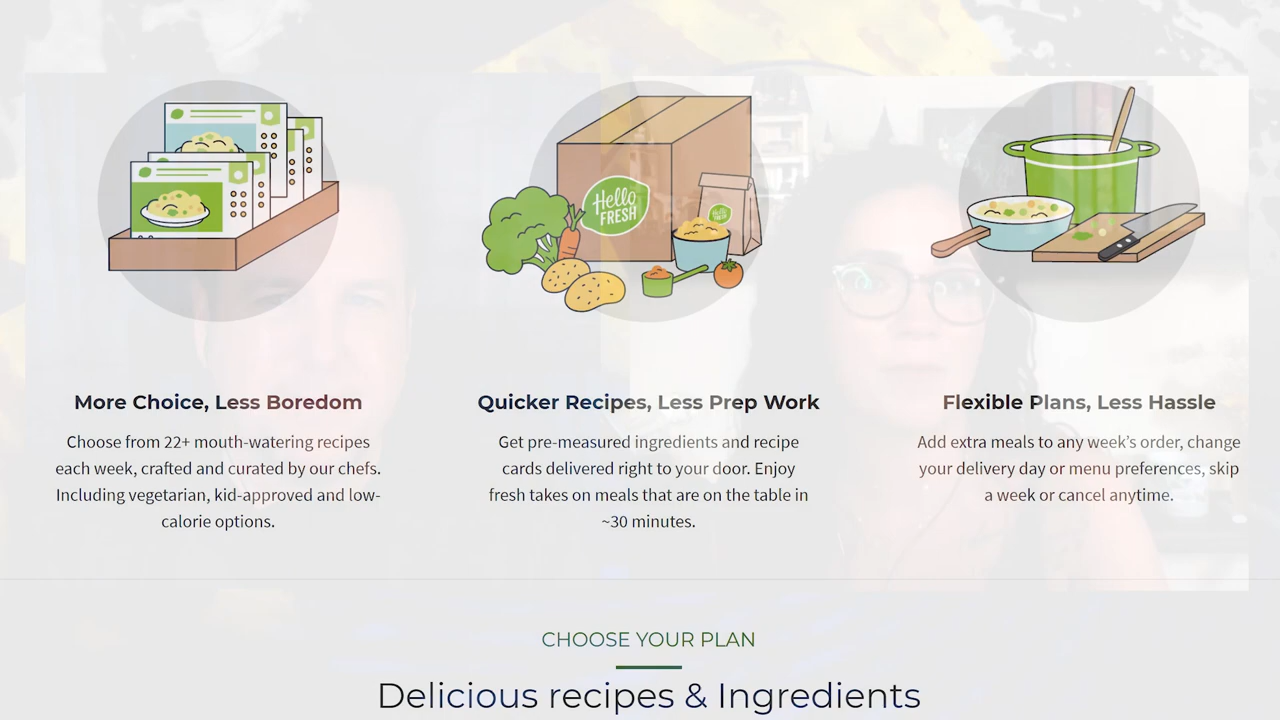 Hello
FRESH
Hello
FRESH
More Choice, Less Boredom
Choose from 22+ mouth-watering recipes
each week, crafted and curated by our chefs.
Including vegetarian, kid-approved and low-
calorie options.
Quicker Recipes, Less Prep Work
Get pre-measured ingredients and recipe
cards delivered right to your door. Enjoy
fresh takes on meals that are on the table in
~30 minutes.
Flexible Plans, Less Hassle
Add extra meals to any week’s order, change
your delivery day or menu preferences, skip
a week or cancel anytime.
CHOOSE YOUR PLAN
Delicious recipes & Ingredients